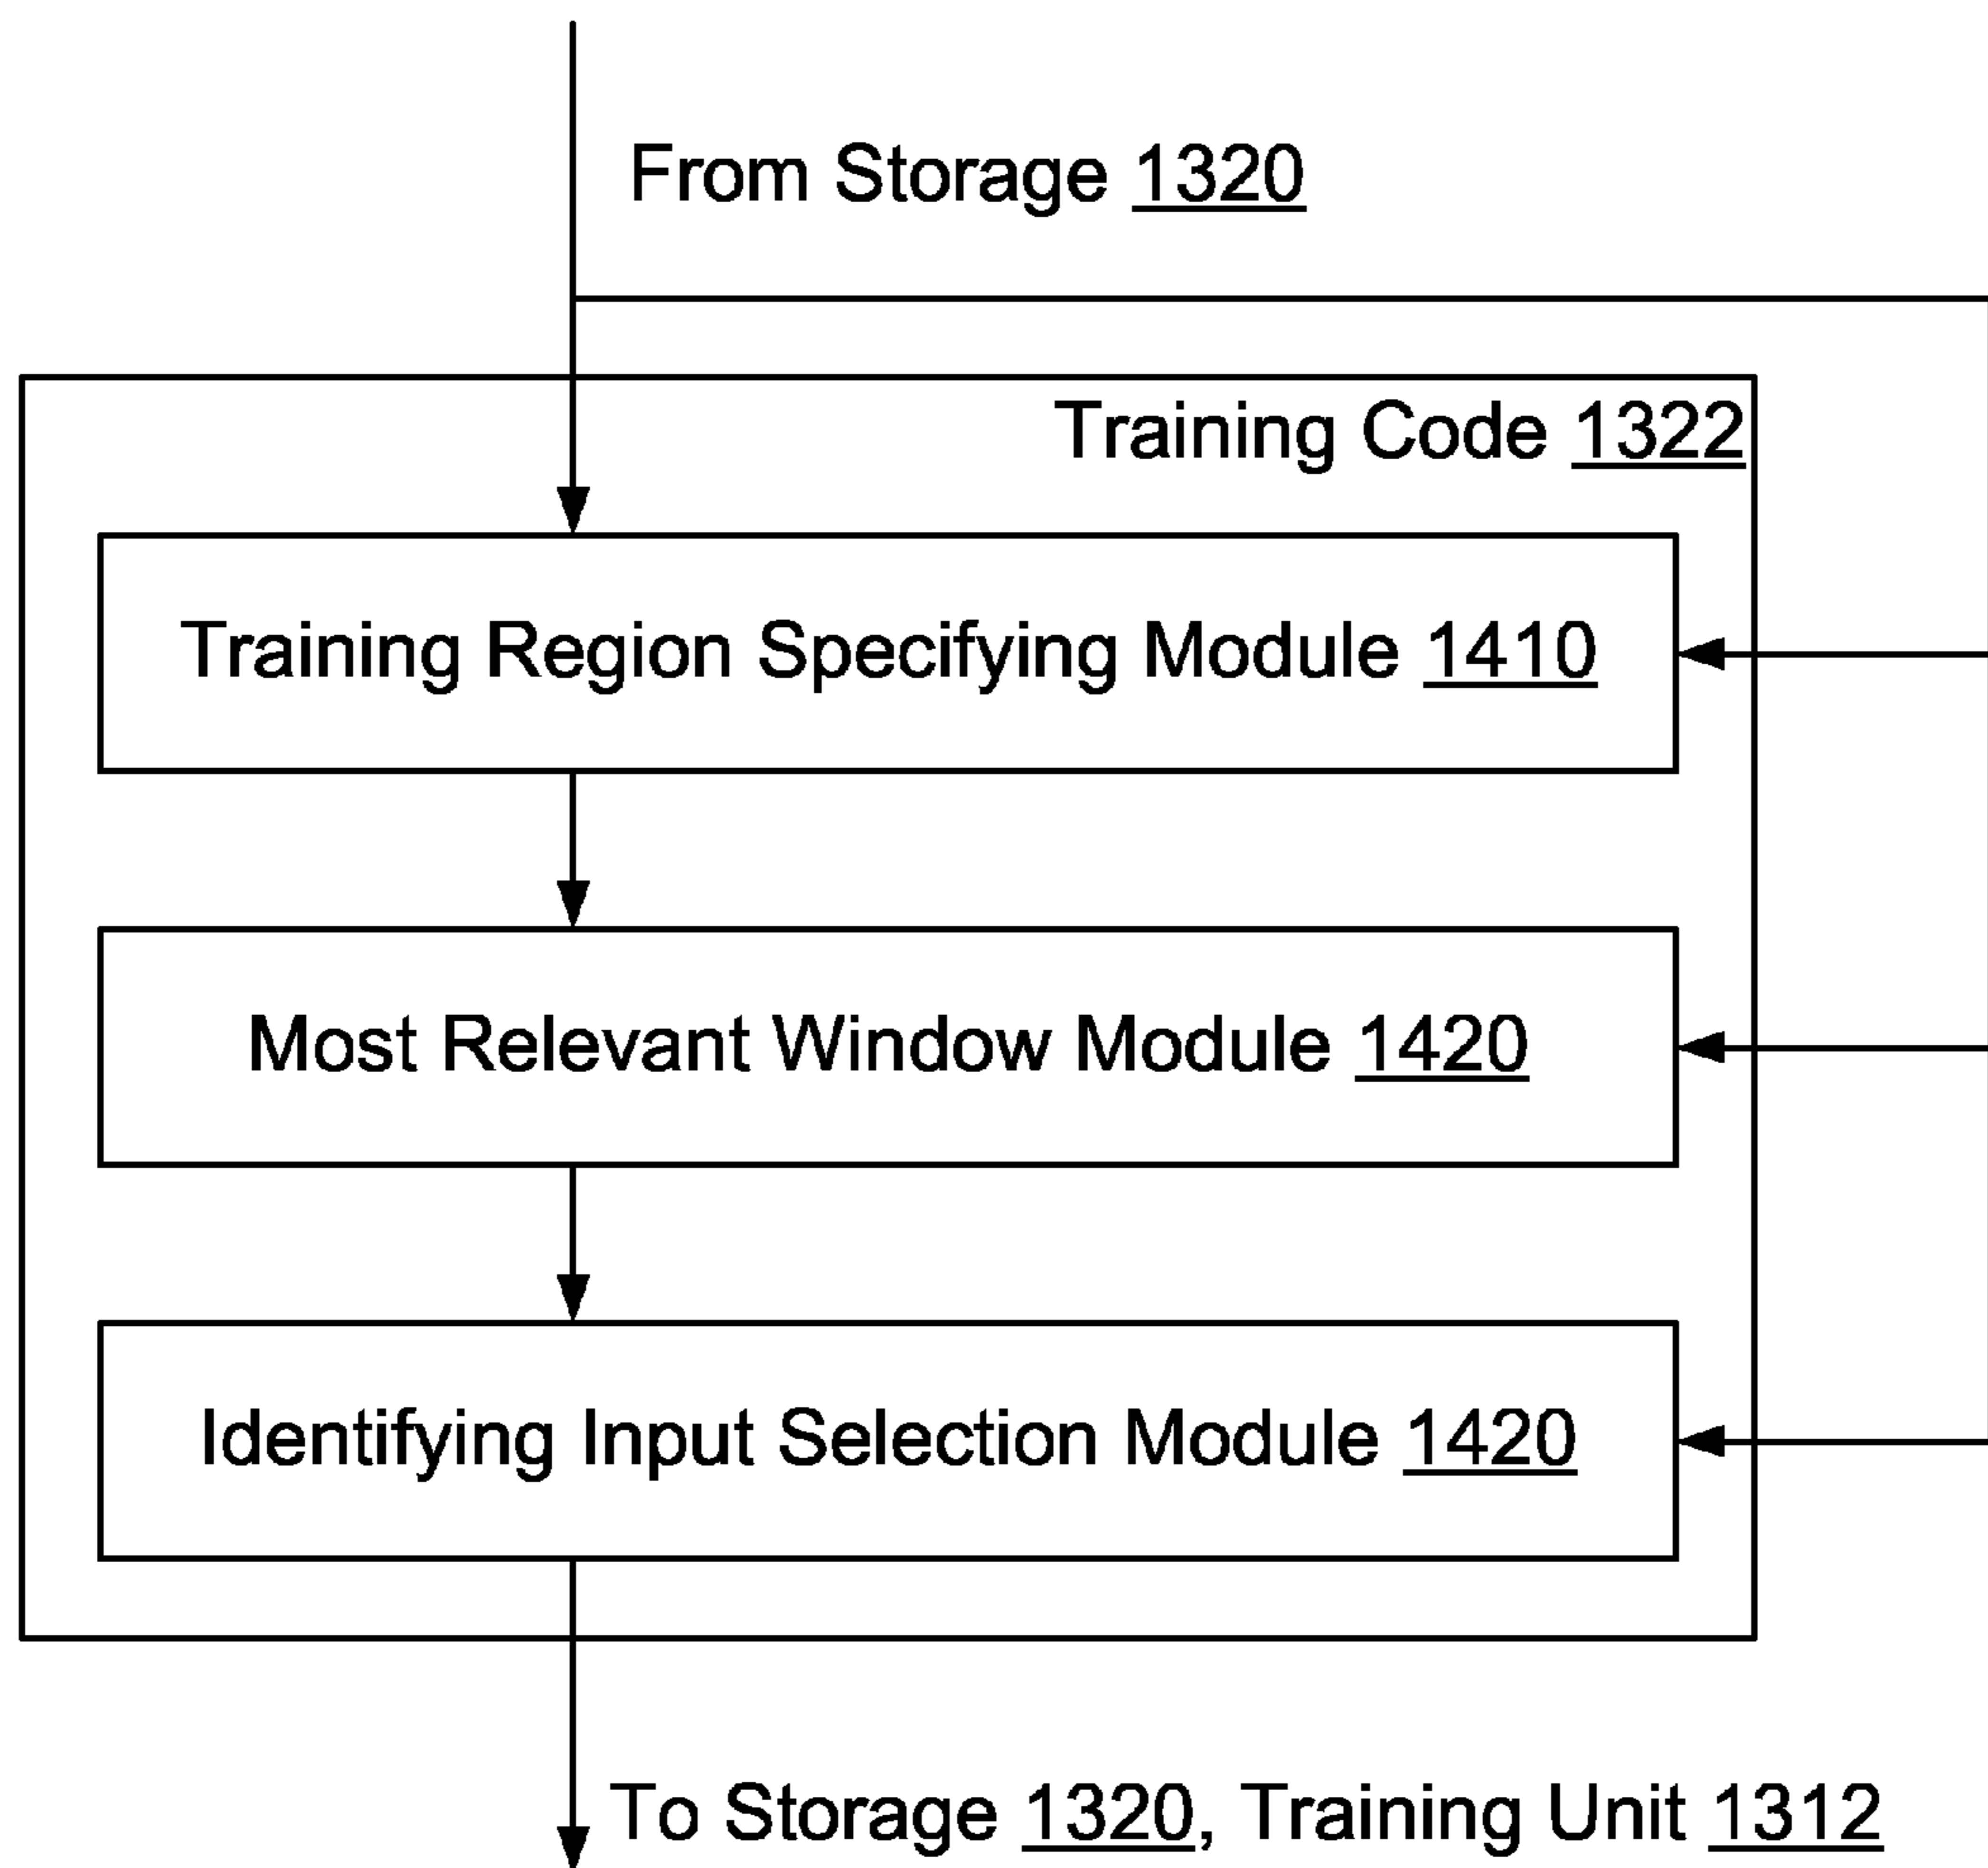 From Storage 1320
Training Code 1322
Training Region Specifying Module 1410
Most Relevant Window Module 1420
Identifying Input Selection Module 1420
To Storage 1320, Training Unit 1312